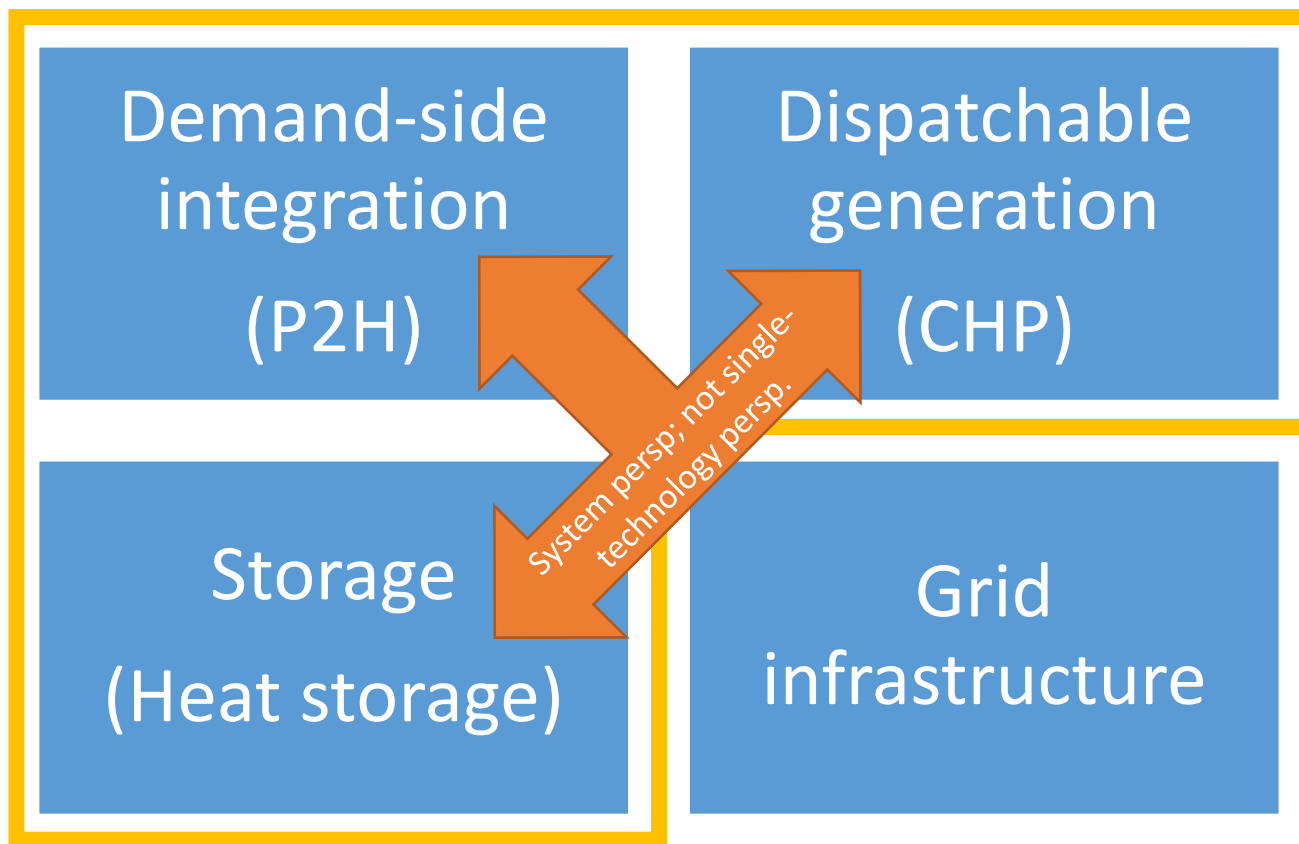 Demand-side
integration
(P2H)
Dispatchable
generation
(CHP)
System persp; not single-
technology persp.
Storage
(Heat storage)
Grid
infrastructure